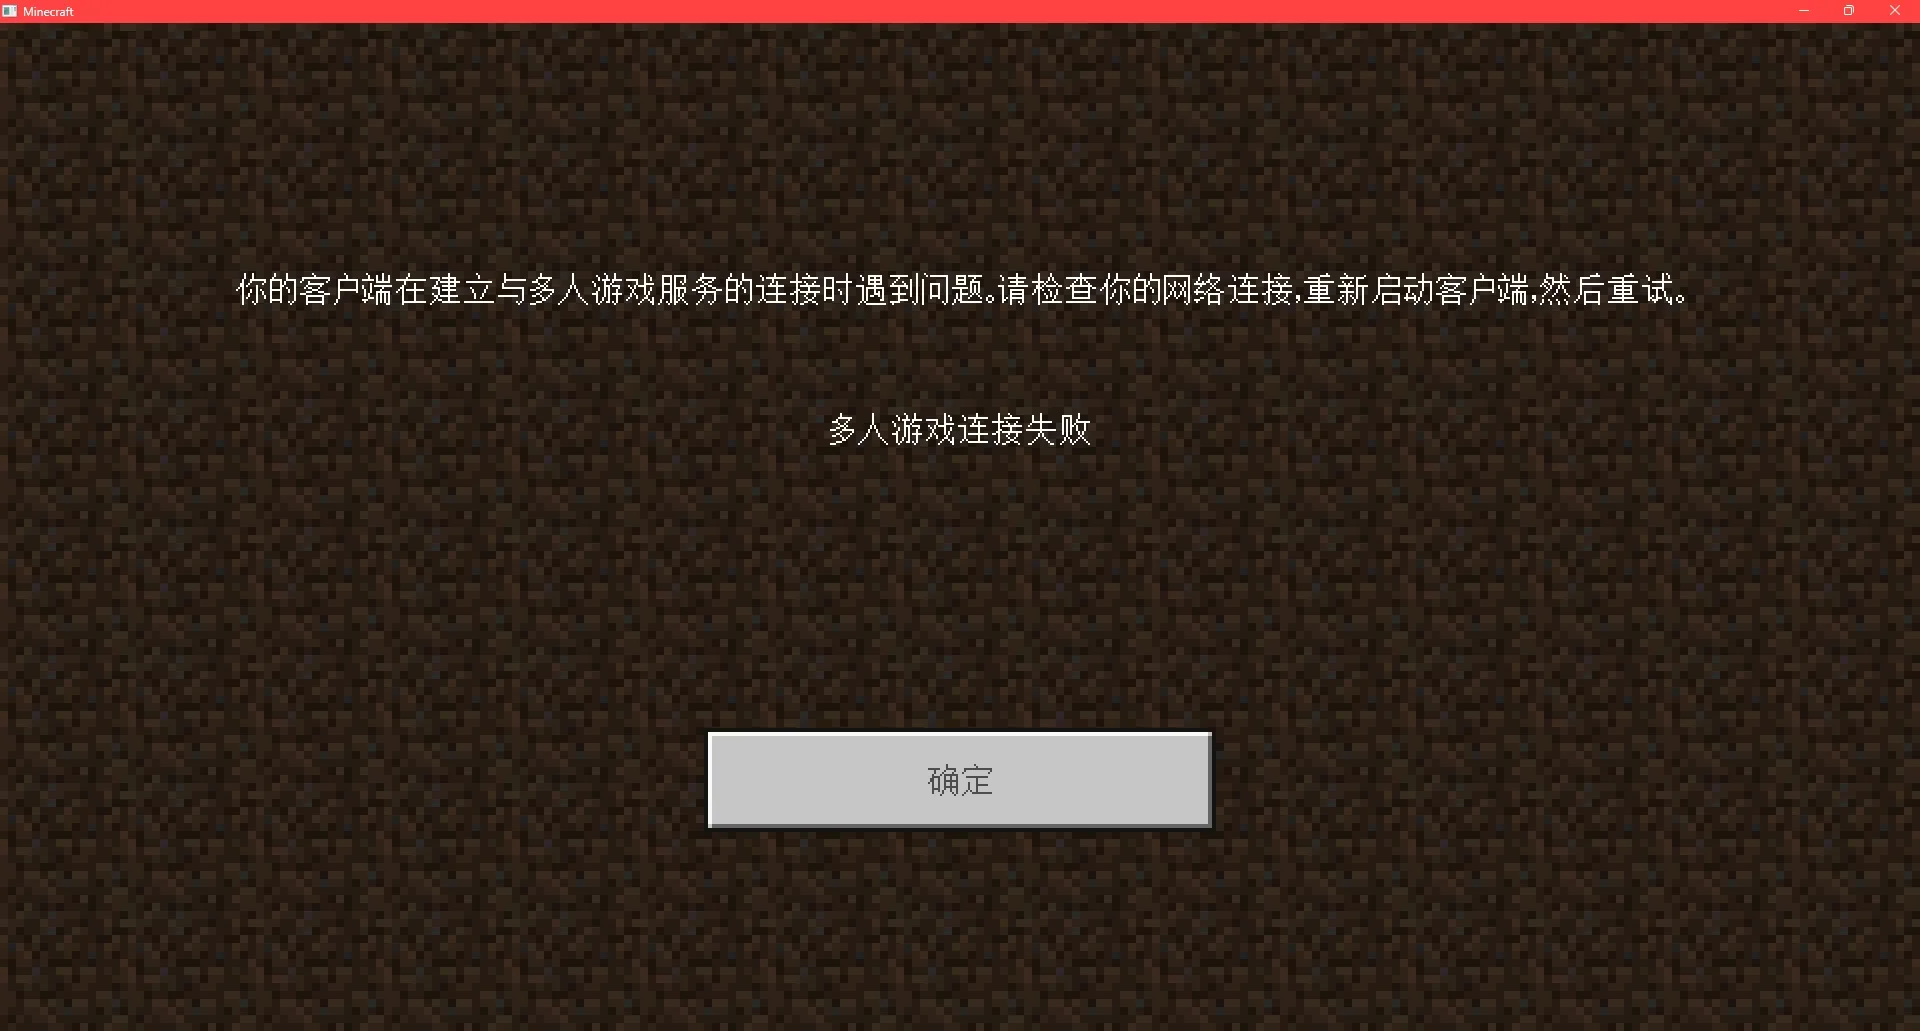 Minecraft
你的客户端在建立与多人游戏服务的连接时遇到问题。请检查你的网络连接,重新启动客户端,然后重试。
多人游戏连接失败
确定